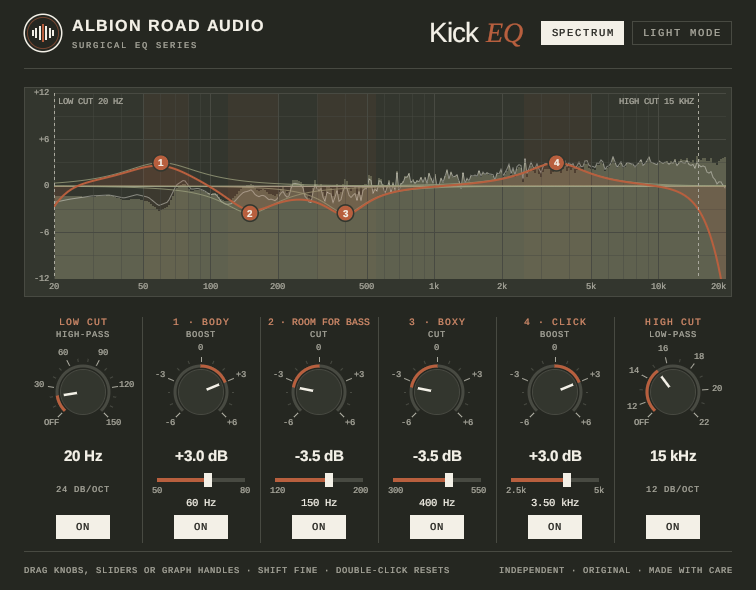 ALBION ROAD AUDIO
SURGICAL EQ SERIES
Kick EQ
SPECTRUM
LIGHT MODE
+12
LOW CUT 20 HZ
HIGH CUT 15 KHZ
+6
1
4
0
2
3
-6
-12
20 50 100 200 500 1k 2k 5k 10k 20k
LOW CUT
HIGH-PASS
60 90
30 120
OFF 150
20 Hz
24 DB/OCT
ON
1 · BODY
BOOST
0
-3 +3
-6 +6
+3.0 dB
50 80
60 Hz
ON
2 · ROOM FOR BASS
CUT
0
-3 +3
-6 +6
-3.5 dB
120 200
150 Hz
ON
3 · BOXY
CUT
0
-3 +3
-6 +6
-3.5 dB
300 550
400 Hz
ON
4 · CLICK
BOOST
0
-3 +3
-6 +6
+3.0 dB
2.5k 5k
3.50 kHz
ON
HIGH CUT
LOW-PASS
16 18
14 20
12 22
15 kHz
12 DB/OCT
ON
DRAG KNOBS, SLIDERS OR GRAPH HANDLES · SHIFT FINE · DOUBLE-CLICK RESETS
INDEPENDENT · ORIGINAL · MADE WITH CARE